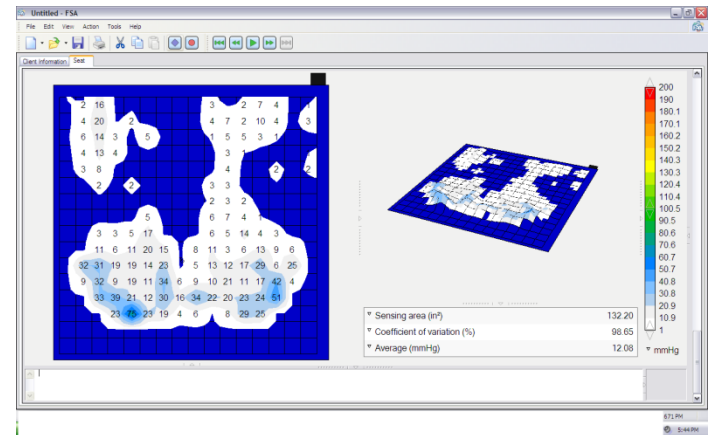 Untitled - FSA
File Edit View Action Tools Help
Client Information Seat
2 16 3 2 7 4 1
4 20 2 4 7 2 10 4 3
6 14 3 5 1 5 5 3 1
4 13 4 3 1
3 8 4 2 2
2 2 3 3
2 3 2
5 6 7 4 1
3 3 5 17 6 5 14 4 3
11 6 11 20 15 8 11 3 6 13 9 6
32 31 19 19 14 23 5 13 12 17 29 6 25
9 32 9 19 11 34 6 9 10 21 11 17 42 4
33 39 21 12 30 16 34 22 20 23 24 51
23 75 23 19 4 6 8 29 25
200
190
180.1
170.1
160.2
150.2
140.3
130.3
120.4
110.4
100.5
90.5
80.6
70.6
60.7
50.7
40.8
30.8
20.9
10.9
1
mmHg
Sensing area (in²) 132.20
Coefficient of variation (%) 98.65
Average (mmHg) 12.08
671 PM
5:44 PM